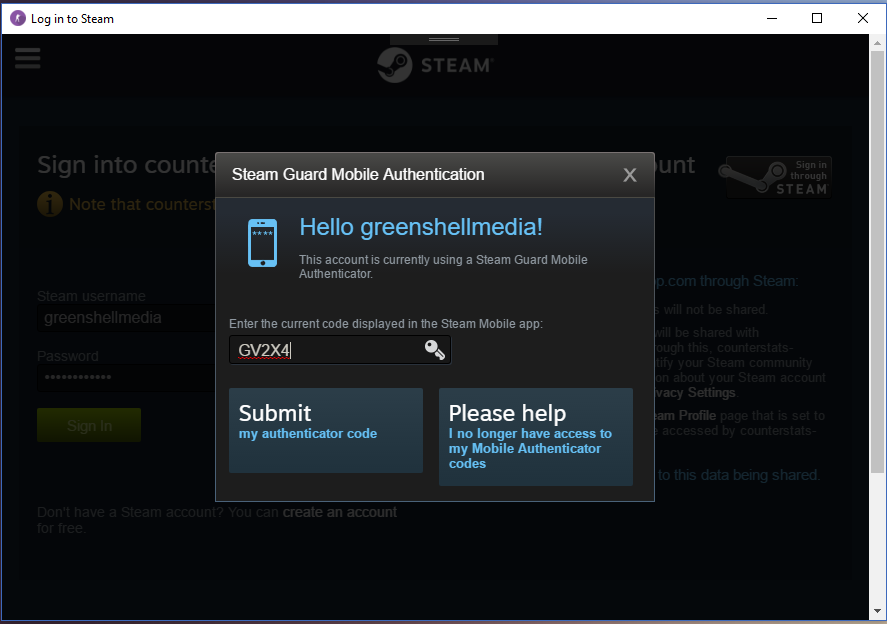 Log in to Steam
STEAM
Sign into counte
ount
Sign in
through
STEAM
Note that counterst
Steam username
greenshellmedia
Password
Sign In
Don't have a Steam account? You can create an account
for free.
Steam Guard Mobile Authentication
X
Hello greenshellmedia!
This account is currently using a Steam Guard Mobile
Authenticator.
Enter the current code displayed in the Steam Mobile app:
GV2X4
Submit
my authenticator code
Please help
I no longer have access to
my Mobile Authenticator
codes
pp.com through Steam:
s will not be shared.
will be shared with
rough this, counterstats-
ntify your Steam community
on about your Steam account
vacy Settings.
eam Profile page that is set to
e accessed by counterstats-
to this data being shared.